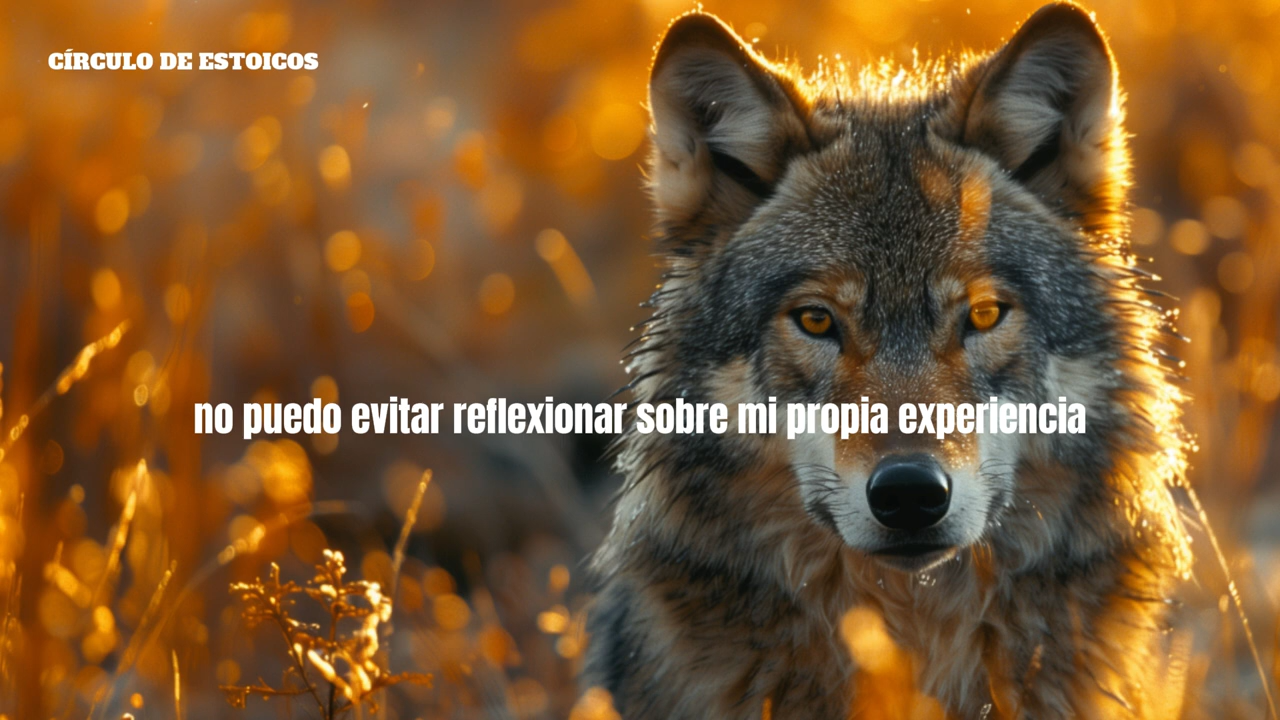 CÍRCULO DE ESTOICOS
no puedo evitar reflexionar sobre mi propia experiencia